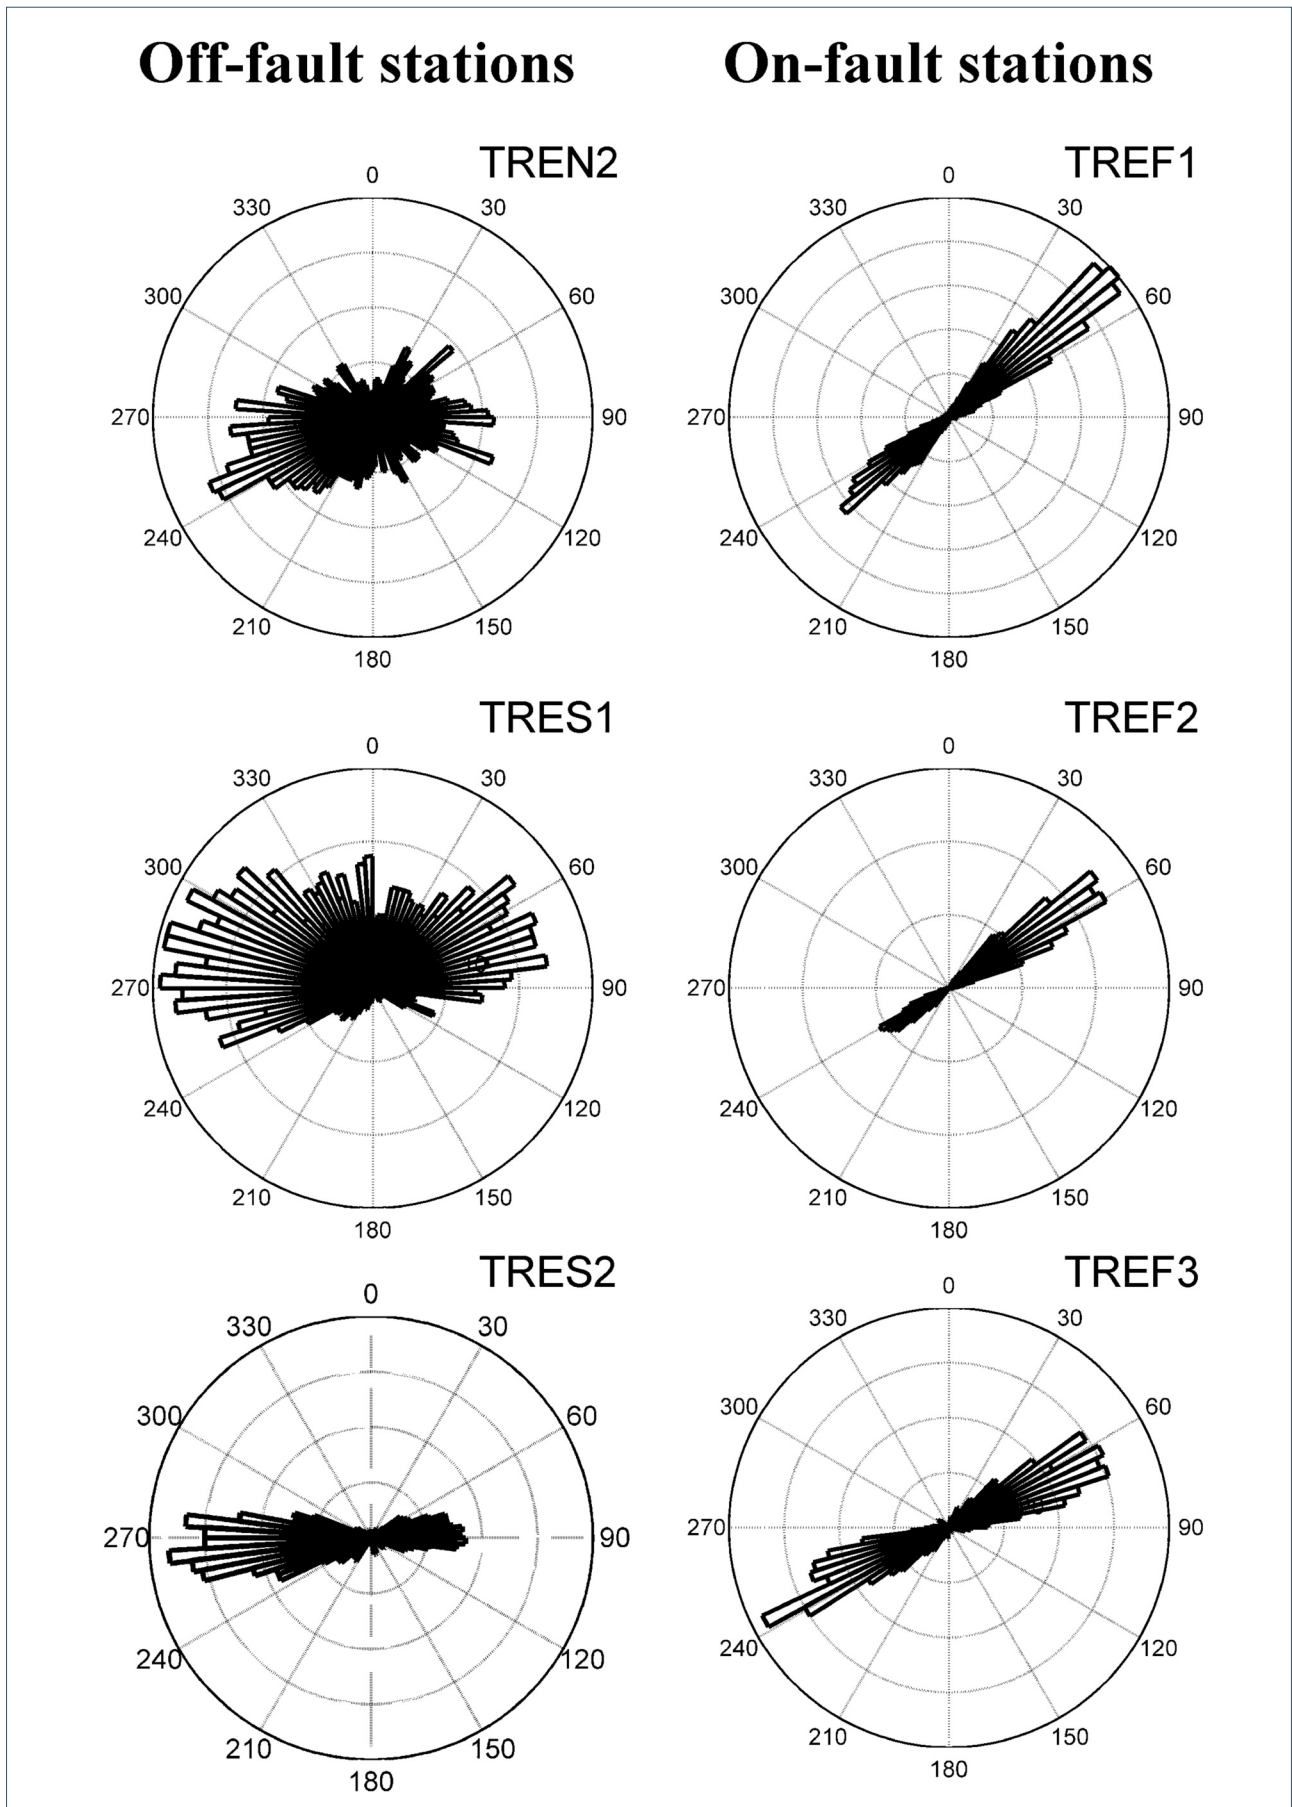 Off-fault stations On-fault stations
TREN2 TREF1
0 0
330 30 330 30
300 60 300 60
270 90 270 90
240 120 240 120
210 150 210 150
180 180
TRES1 TREF2
0 0
330 30 330 30
300 60 300 60
270 90 270 90
240 120 240 120
210 150 210 150
180 180
TRES2 TREF3
0 0
330 30 330 30
300 60 300 60
270 90 270 90
240 120 240 120
210 150 210 150
180 180